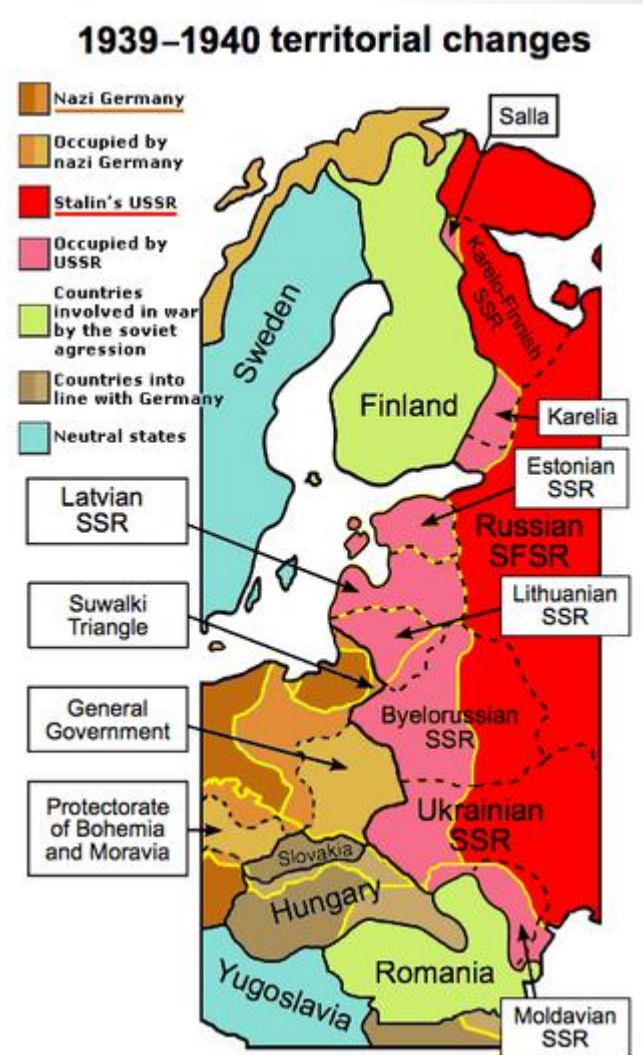 1939–1940 territorial changes
Nazi Germany
Occupied by
nazi Germany
Stalin's USSR
Occupied by
USSR
Countries
involved in war
by the soviet
agression
Countries into
line with Germany
Neutral states
Salla
Karelo-Finnish
SSR
Sweden
Finland
Karelia
Estonian
SSR
Latvian
SSR
Russian
SFSR
Lithuanian
SSR
Suwalki
Triangle
Byelorussian
SSR
General
Government
Ukrainian
SSR
Protectorate
of Bohemia
and Moravia
Slovakia
Hungary
Romania
Yugoslavia
Moldavian
SSR